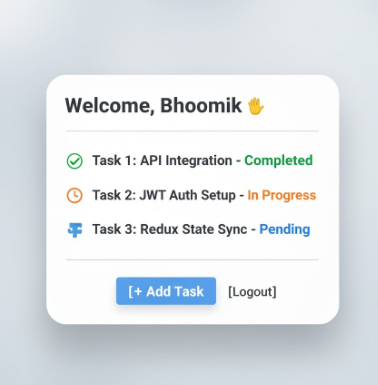 Welcome, Bhoomik 🖐
Task 1: API Integration - Completed
Task 2: JWT Auth Setup - In Progress
Task 3: Redux State Sync - Pending
[+ Add Task [Logout]